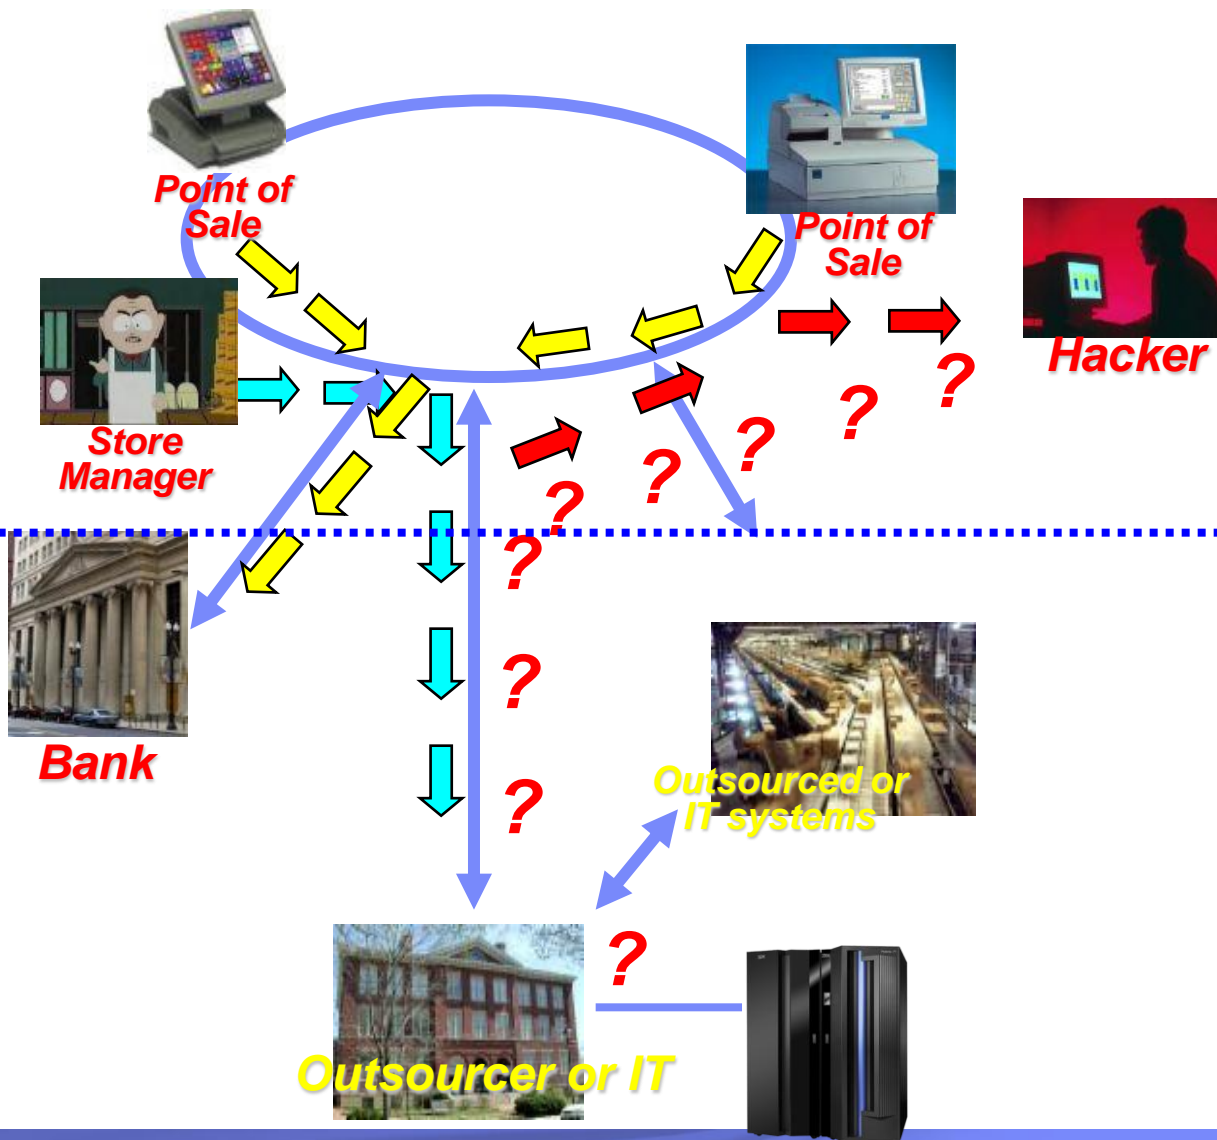 Point of
Sale
Point of
Sale
Hacker
?
?
?
?
?
Store
Manager
?
?
?
Bank
Outsourced or
IT systems
?
Outsourcer or IT